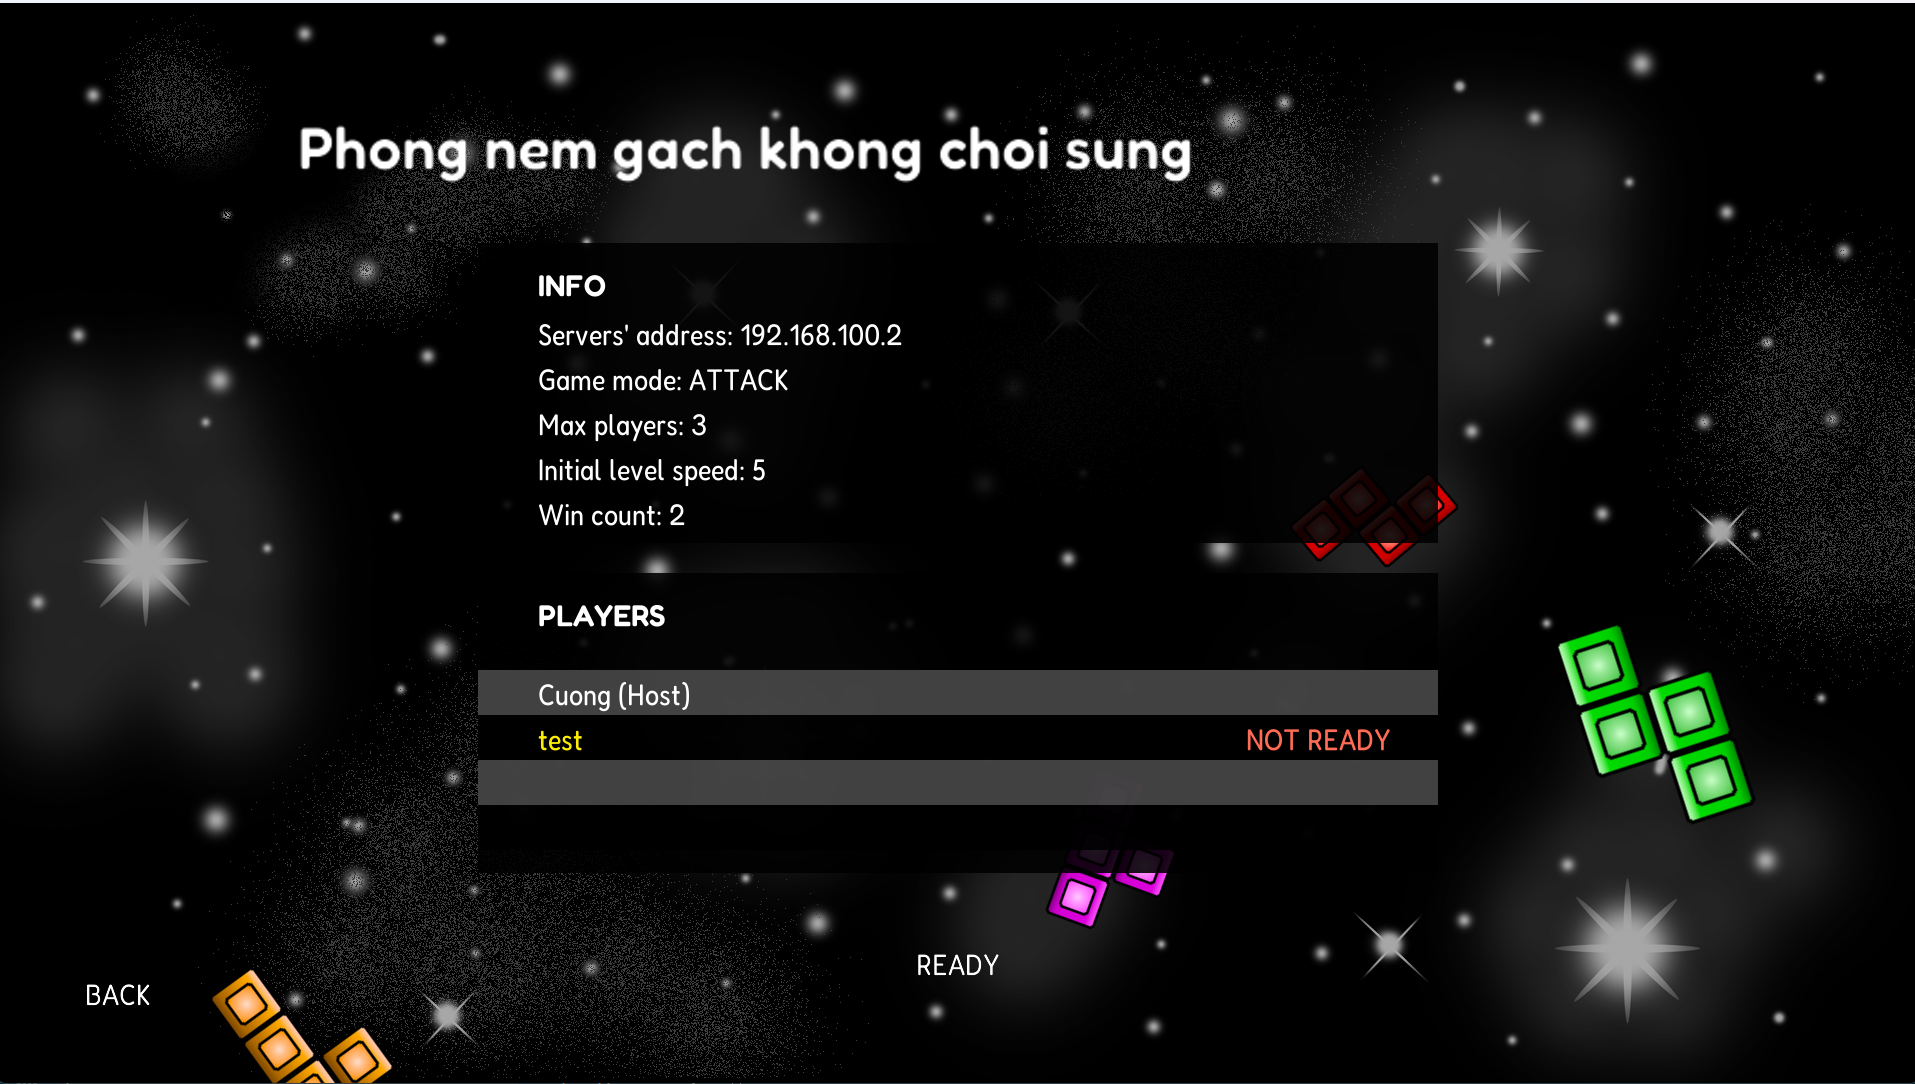 Phong nem gach khong choi sung
INFO
Servers' address: 192.168.100.2
Game mode: ATTACK
Max players: 3
Initial level speed: 5
Win count: 2
PLAYERS
Cuong (Host)
test NOT READY
READY
BACK